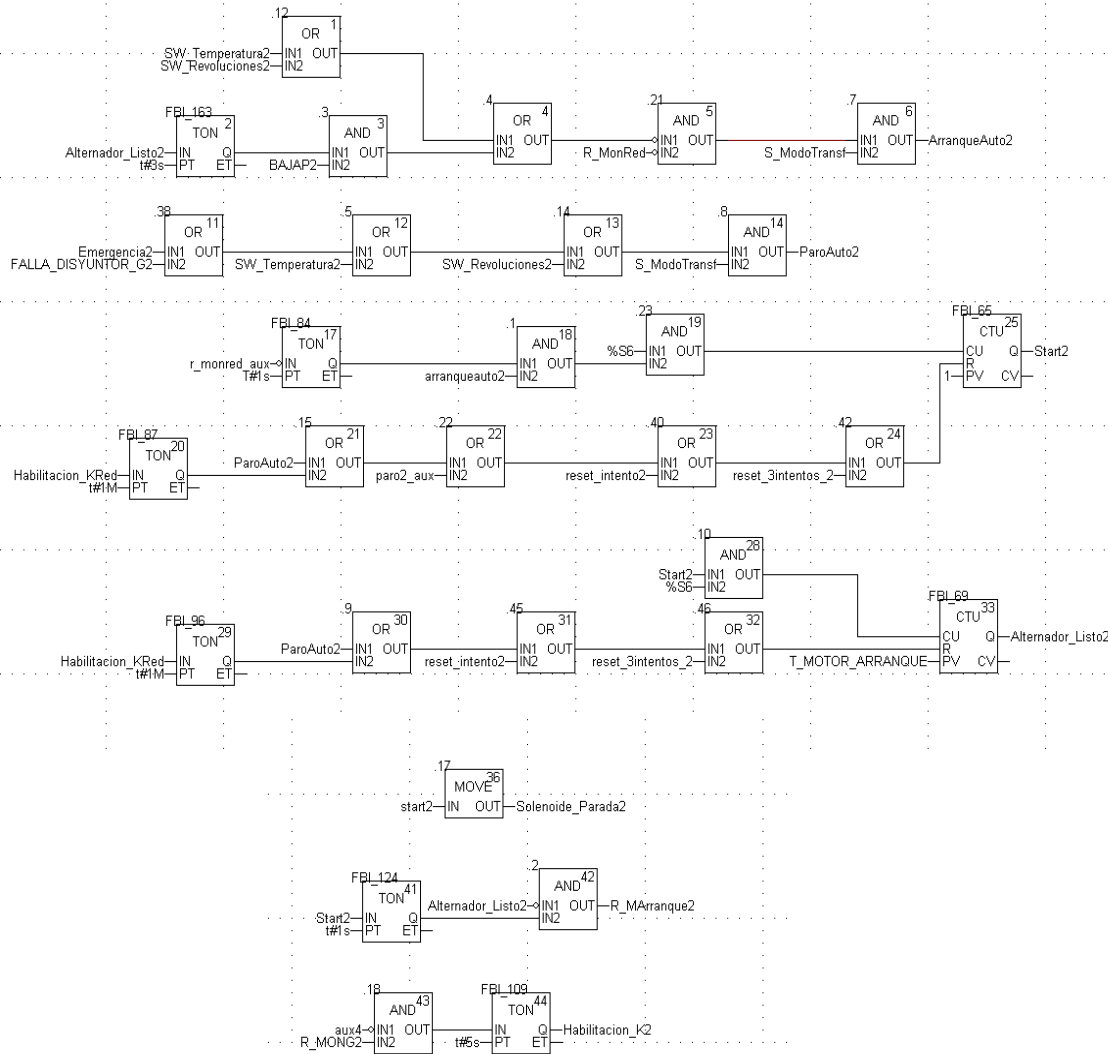 .12
OR 1
SW_Temperatura2 IN1 OUT
SW_Revoluciones2 IN2
FBI_163 .3 .4 .21 .7
TON 2 AND 3 OR 4 AND 5 AND 6
Alternador_Listo2 IN Q IN1 OUT IN1 OUT IN1 OUT IN1 OUT ArranqueAuto2
t#3s PT ET BAJAP2 IN2 IN2 R_MonRed IN2 S_ModoTransf IN2
.38 .5 .14 .8
OR 11 OR 12 OR 13 AND 14
Emergencia2 IN1 OUT IN1 OUT IN1 OUT IN1 OUT ParoAuto2
FALLA_DISYUNTOR_G2 IN2 SW_Temperatura2 IN2 SW_Revoluciones2 IN2 S_ModoTransf IN2
FBI_84 .1 .23 FBI_65
TON 17 AND 18 AND 19 CTU 25
r_monred_aux IN Q IN1 OUT %S6 IN1 OUT CU Q Start2
T#1s PT ET arranqueauto2 IN2 IN2 R
1 PV CV
FBI_87 .15 .22 .40 .42
TON 20 OR 21 OR 22 OR 23 OR 24
Habilitacion_KRed IN Q ParoAuto2 IN1 OUT IN1 OUT IN1 OUT IN1 OUT
t#1M PT ET IN2 paro2_aux IN2 reset_intento2 IN2 reset_3intentos_2 IN2
.10
AND 28
Start2 IN1 OUT
%S6 IN2
FBI_96 .9 .45 .46 FBI_69
TON 29 OR 30 OR 31 OR 32 CTU 33
Habilitacion_KRed IN Q ParoAuto2 IN1 OUT IN1 OUT IN1 OUT CU Q Alternador_Listo2
t#1M PT ET IN2 reset_intento2 IN2 reset_3intentos_2 IN2 R
T_MOTOR_ARRANQUE PV CV
.17
MOVE 36
start2 IN OUT Solenoide_Parada2
FBI_124 .2
TON 41 AND 42
Start2 IN Q Alternador_Listo2 IN1 OUT R_MArranque2
t#1s PT ET IN2
.18 FBI_109
AND 43 TON 44
aux4 IN1 OUT IN Q Habilitacion_K2
R_MONG2 IN2 t#5s PT ET